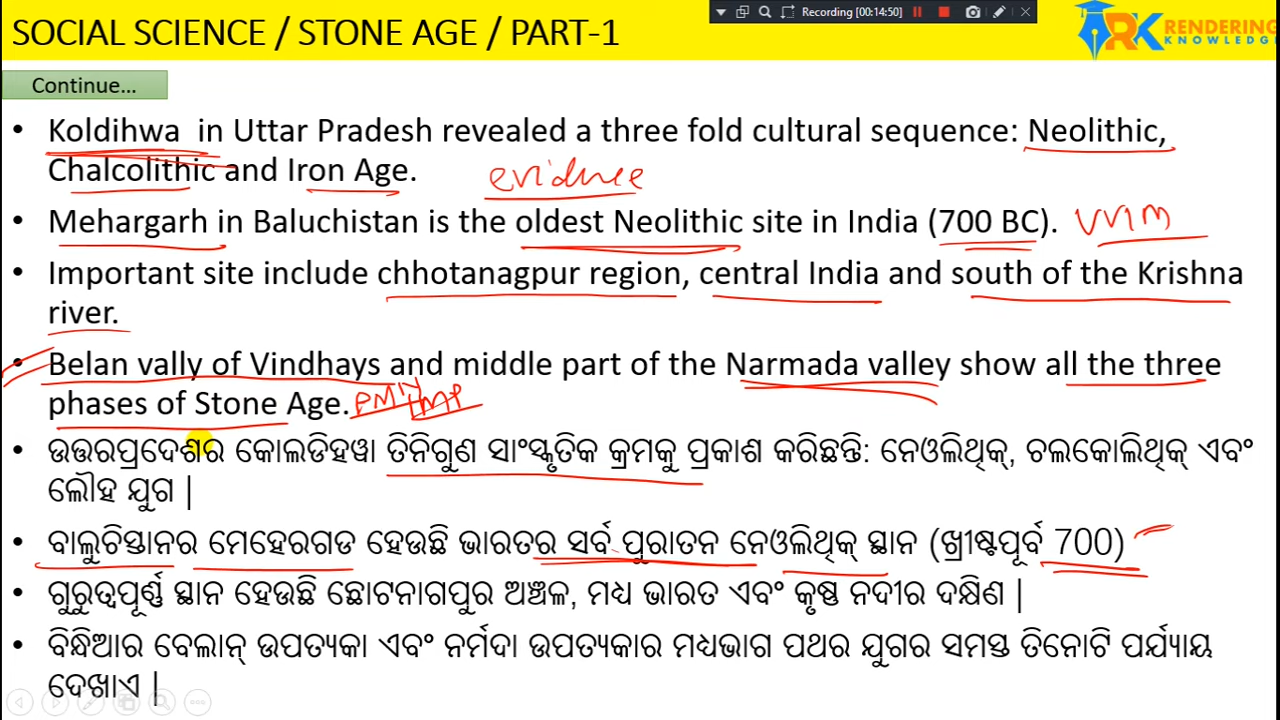 SOCIAL SCIENCE / STONE AGE / PART-1
Recording [00:14:50]
RENDERING
KNOWLEDGE
Continue…
• Koldihwa in Uttar Pradesh revealed a three fold cultural sequence: Neolithic,
Chalcolithic and Iron Age.
evidence
• Mehargarh in Baluchistan is the oldest Neolithic site in India (700 BC).
VVIM
• Important site include chhotanagpur region, central India and south of the Krishna
river.
• Belan vally of Vindhays and middle part of the Narmada valley show all the three
phases of Stone Age.
• ଉତ୍ତରପ୍ରଦେଶର କୋଲଡିହୱା ତିନିଗୁଣ ସାଂସ୍କୃତିକ କ୍ରମକୁ ପ୍ରକାଶ କରିଛନ୍ତି: ନେଓଲିଥିକ୍, ଚଲକୋଲିଥିକ୍ ଏବଂ
ଲୌହ ଯୁଗ |
• ବାଲୁଚିସ୍ତାନର ମେହେରଗଡ ହେଉଛି ଭାରତର ସର୍ବ ପୁରାତନ ନେଓଲିଥିକ୍ ସ୍ଥାନ (ଖ୍ରୀଷ୍ଟପୂର୍ବ 700)
• ଗୁରୁତ୍ୱପୂର୍ଣ୍ଣ ସ୍ଥାନ ହେଉଛି ଛୋଟନାଗପୁର ଅଞ୍ଚଳ, ମଧ୍ୟ ଭାରତ ଏବଂ କୃଷ୍ଣ ନଦୀର ଦକ୍ଷିଣ |
• ବିନ୍ଧିଆର ବେଲାନ୍ ଉପତ୍ୟକା ଏବଂ ନର୍ମଦା ଉପତ୍ୟକାର ମଧ୍ୟଭାଗ ପଥର ଯୁଗର ସମସ୍ତ ତିନୋଟି ପର୍ଯ୍ୟାୟ
ଦେଖାଏ |